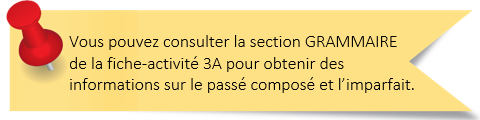 Vous pouvez consulter la section GRAMMAIRE
de la fiche-activité 3A pour obtenir des
informations sur le passé composé et l’imparfait.